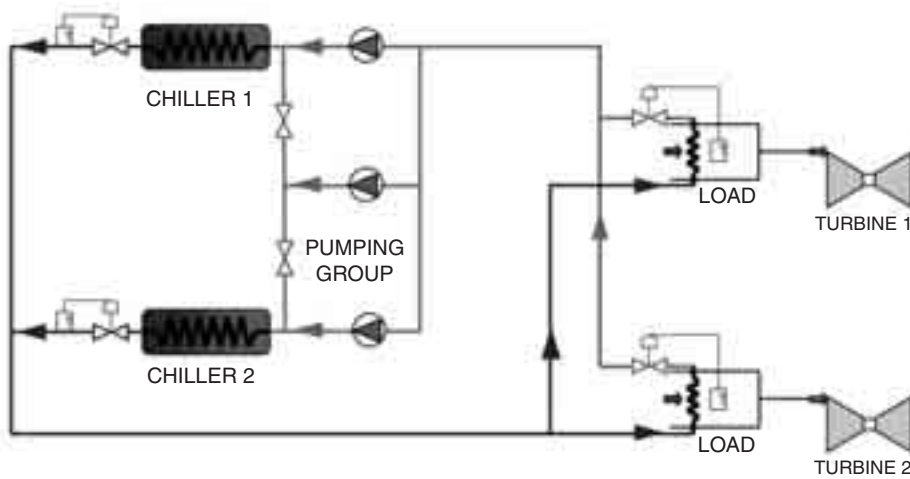 CHILLER 1
LOAD
TURBINE 1
PUMPING
GROUP
CHILLER 2
LOAD
TURBINE 2